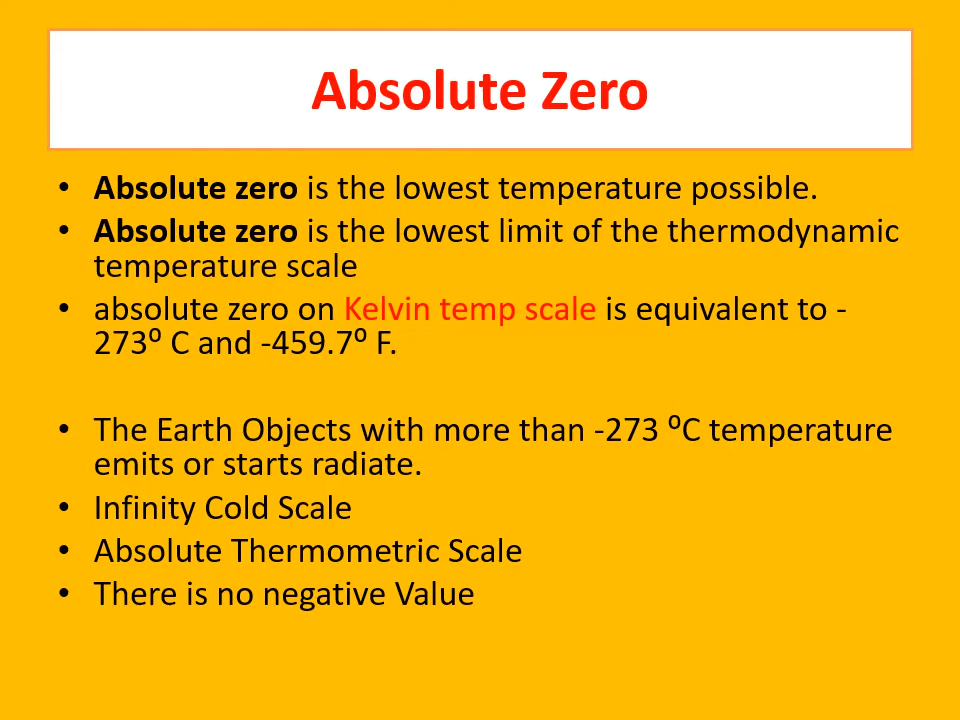 Absolute Zero
• Absolute zero is the lowest temperature possible.
• Absolute zero is the lowest limit of the thermodynamic
temperature scale
• absolute zero on Kelvin temp scale is equivalent to -
273⁰ C and -459.7⁰ F.
• The Earth Objects with more than -273 ⁰C temperature
emits or starts radiate.
• Infinity Cold Scale
• Absolute Thermometric Scale
• There is no negative Value